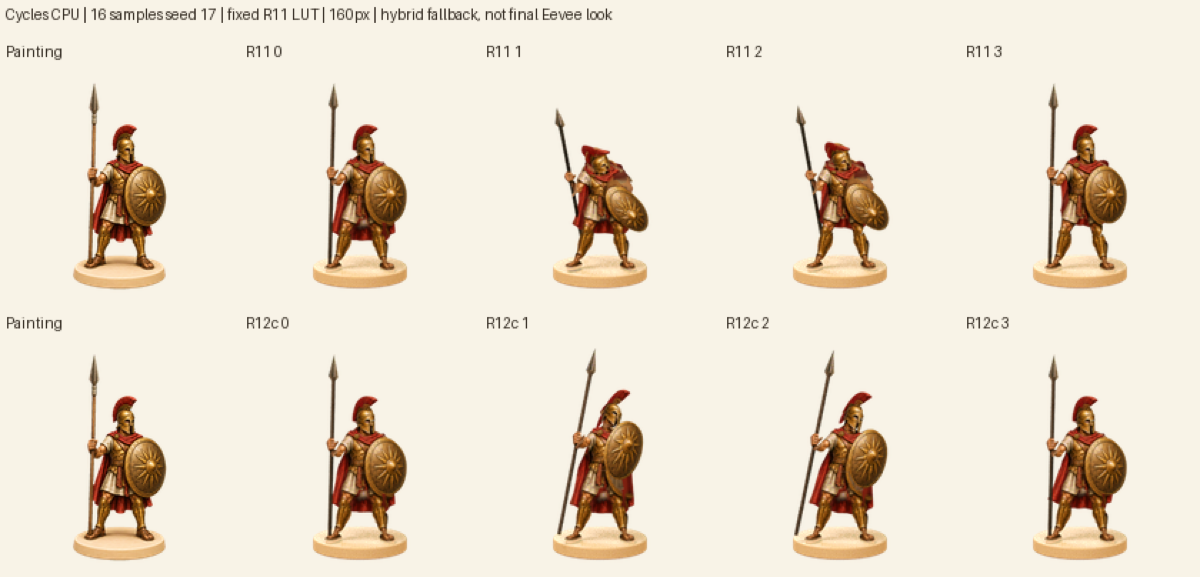 Cycles CPU | 16 samples seed 17 | fixed R11 LUT | 160px | hybrid fallback, not final Eevee look
Painting R11 0 R11 1 R11 2 R11 3
Painting R12c 0 R12c 1 R12c 2 R12c 3